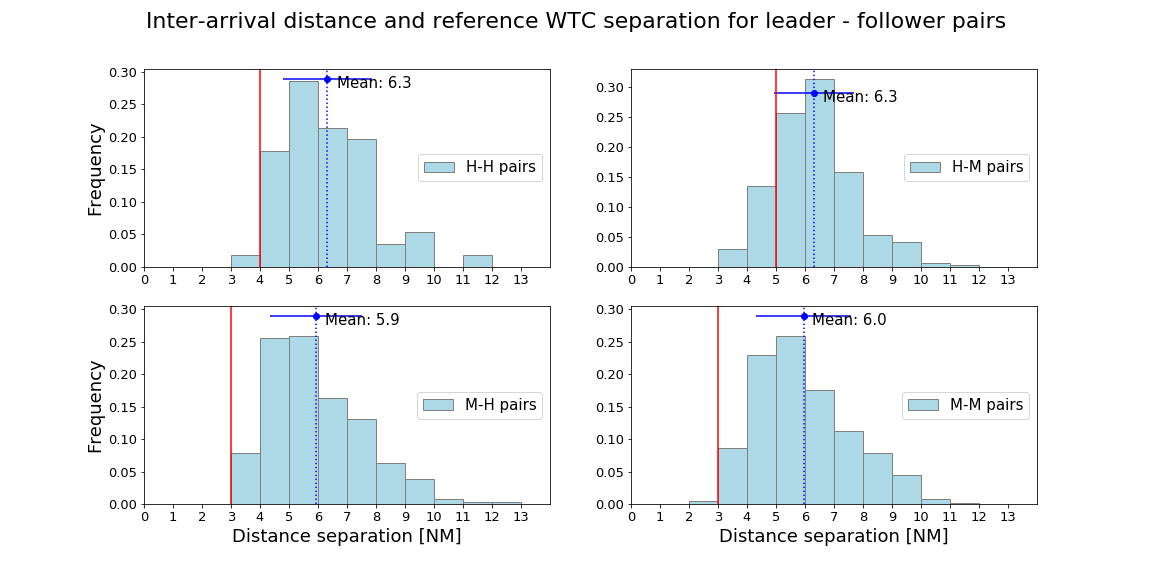 Inter-arrival distance and reference WTC separation for leader - follower pairs
Frequency
0.30
0.25
0.20
0.15
0.10
0.05
0.00
Mean: 6.3
H-H pairs
0 1 2 3 4 5 6 7 8 9 10 11 12 13
0.30
0.25
0.20
0.15
0.10
0.05
0.00
Mean: 6.3
H-M pairs
0 1 2 3 4 5 6 7 8 9 10 11 12 13
Frequency
0.30
0.25
0.20
0.15
0.10
0.05
0.00
Mean: 5.9
M-H pairs
0 1 2 3 4 5 6 7 8 9 10 11 12 13
Distance separation [NM]
0.30
0.25
0.20
0.15
0.10
0.05
0.00
Mean: 6.0
M-M pairs
0 1 2 3 4 5 6 7 8 9 10 11 12 13
Distance separation [NM]